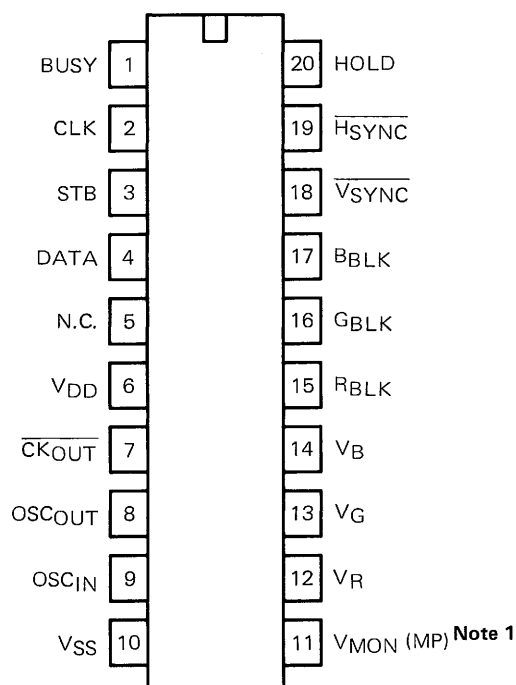 BUSY 1 20 HOLD
CLK 2 19 HSYNC
STB 3 18 VSYNC
DATA 4 17 BBLK
N.C. 5 16 GBLK
VDD 6 15 RBLK
CKOUT 7 14 VB
OSCOUT 8 13 VG
OSCIN 9 12 VR
VSS 10 11 VMON (MP) Note 1